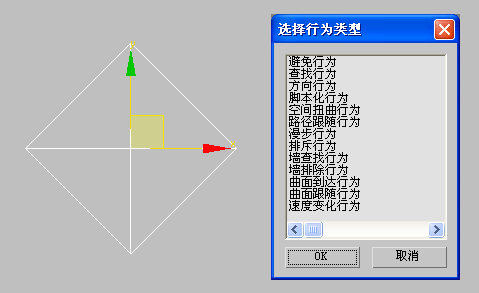 选择行为类型
避免行为
查找行为
方向行为
脚本化行为
空间扭曲行为
路径跟随行为
漫步行为
排斥行为
墙查找行为
墙排除行为
曲面到达行为
曲面跟随行为
速度变化行为
OK
取消